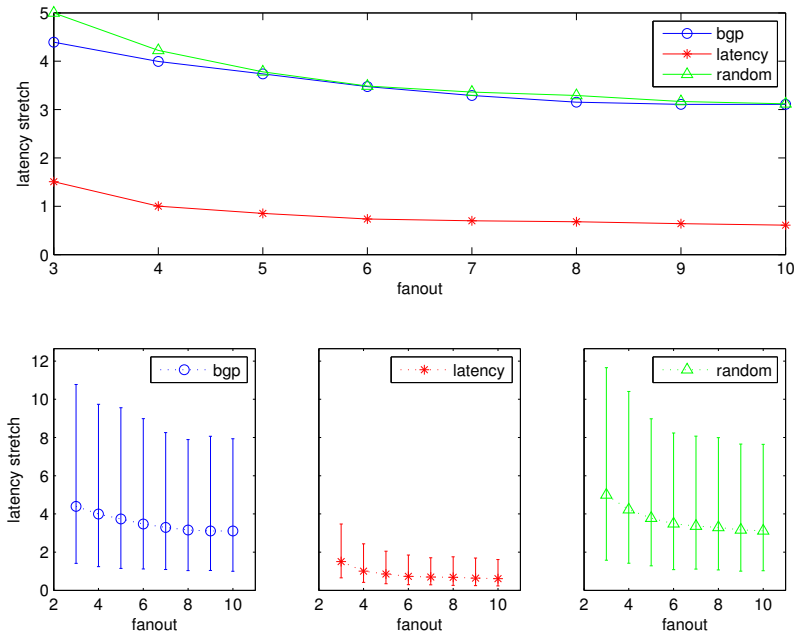 5
4
3
2
1
0
latency stretch
bgp
latency
random
3 4 5 6 7 8 9 10
fanout
12
10
8
6
4
2
0
latency stretch
bgp
2 4 6 8 10
fanout
latency
2 4 6 8 10
fanout
random
2 4 6 8 10
fanout